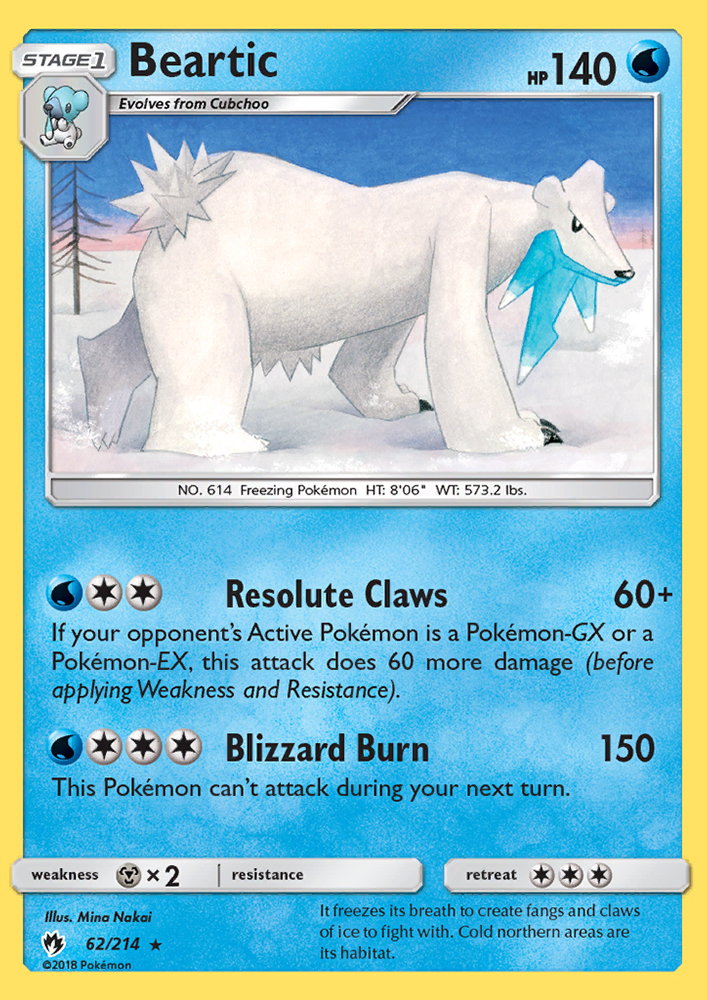 STAGE1
Beartic
HP 140
Evolves from Cubchoo
NO. 614 Freezing Pokémon HT: 8'06" WT: 573.2 lbs.
Resolute Claws 60+
If your opponent's Active Pokémon is a Pokémon-GX or a
Pokémon-EX, this attack does 60 more damage (before
applying Weakness and Resistance).
Blizzard Burn 150
This Pokémon can't attack during your next turn.
weakness ×2 resistance retreat
Illus. Mina Nakai
62/214 ★
©2018 Pokémon
It freezes its breath to create fangs and claws
of ice to fight with. Cold northern areas are
its habitat.